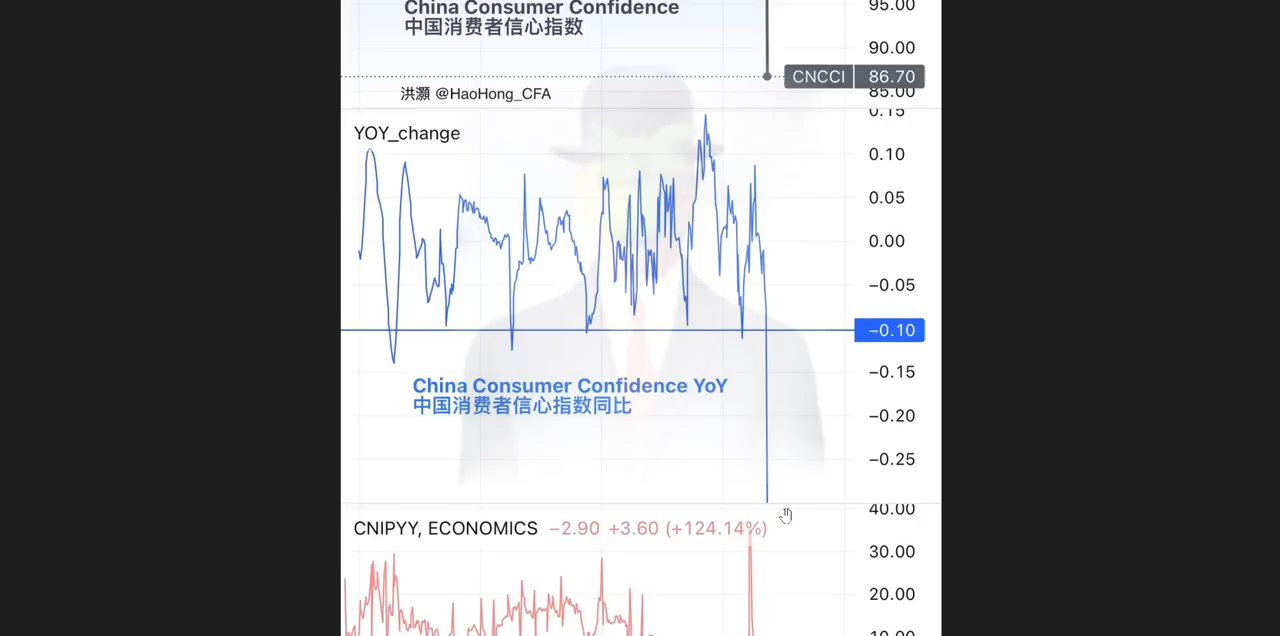 China Consumer Confidence
中国消费者信心指数
95.00
90.00
CNCCI 86.70
85.00
洪灝 @HaoHong_CFA
0.15
YOY_change
0.10
0.05
0.00
−0.05
−0.10
−0.15
China Consumer Confidence YoY
中国消费者信心指数同比
−0.20
−0.25
40.00
CNIPYY, ECONOMICS −2.90 +3.60 (+124.14%)
30.00
20.00
10.00